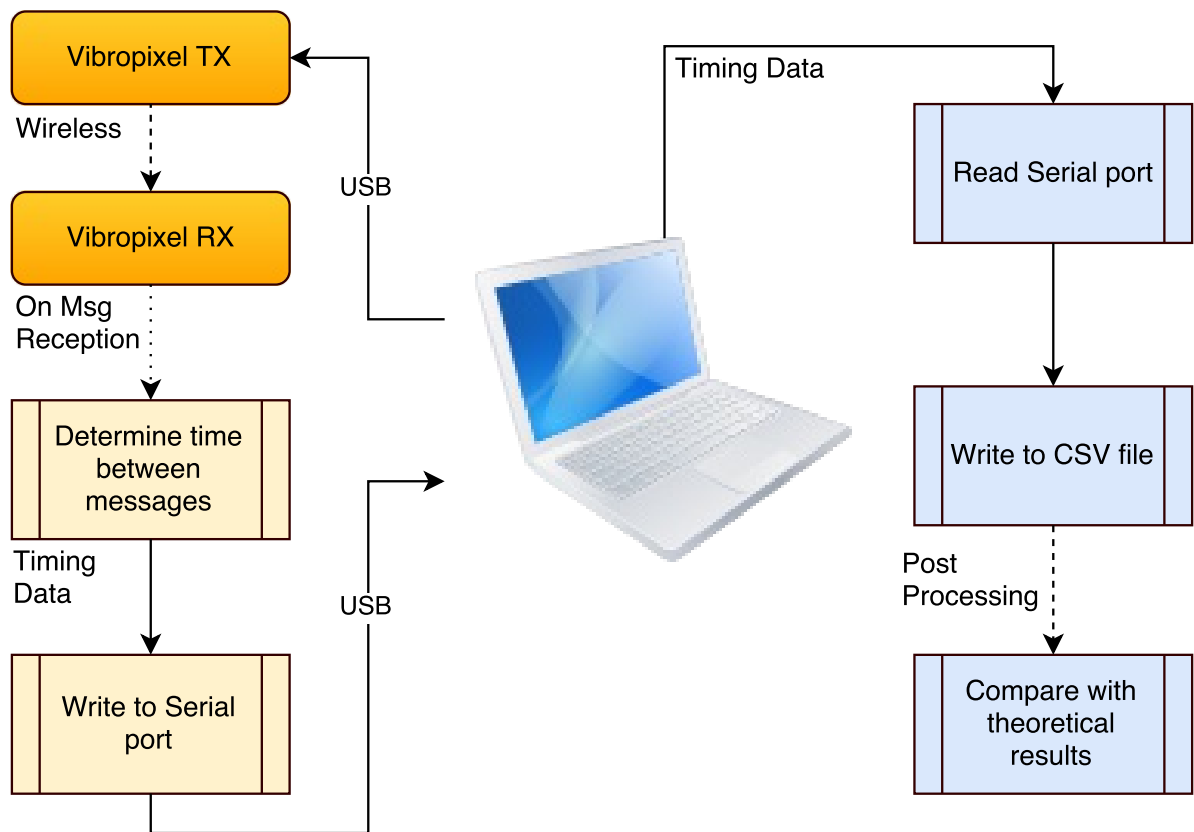 Vibropixel TX
Wireless
Vibropixel RX
On Msg
Reception
Determine time
between
messages
Timing
Data
Write to Serial
port
USB
USB
Timing Data
Read Serial port
Write to CSV file
Post
Processing
Compare with
theoretical
results